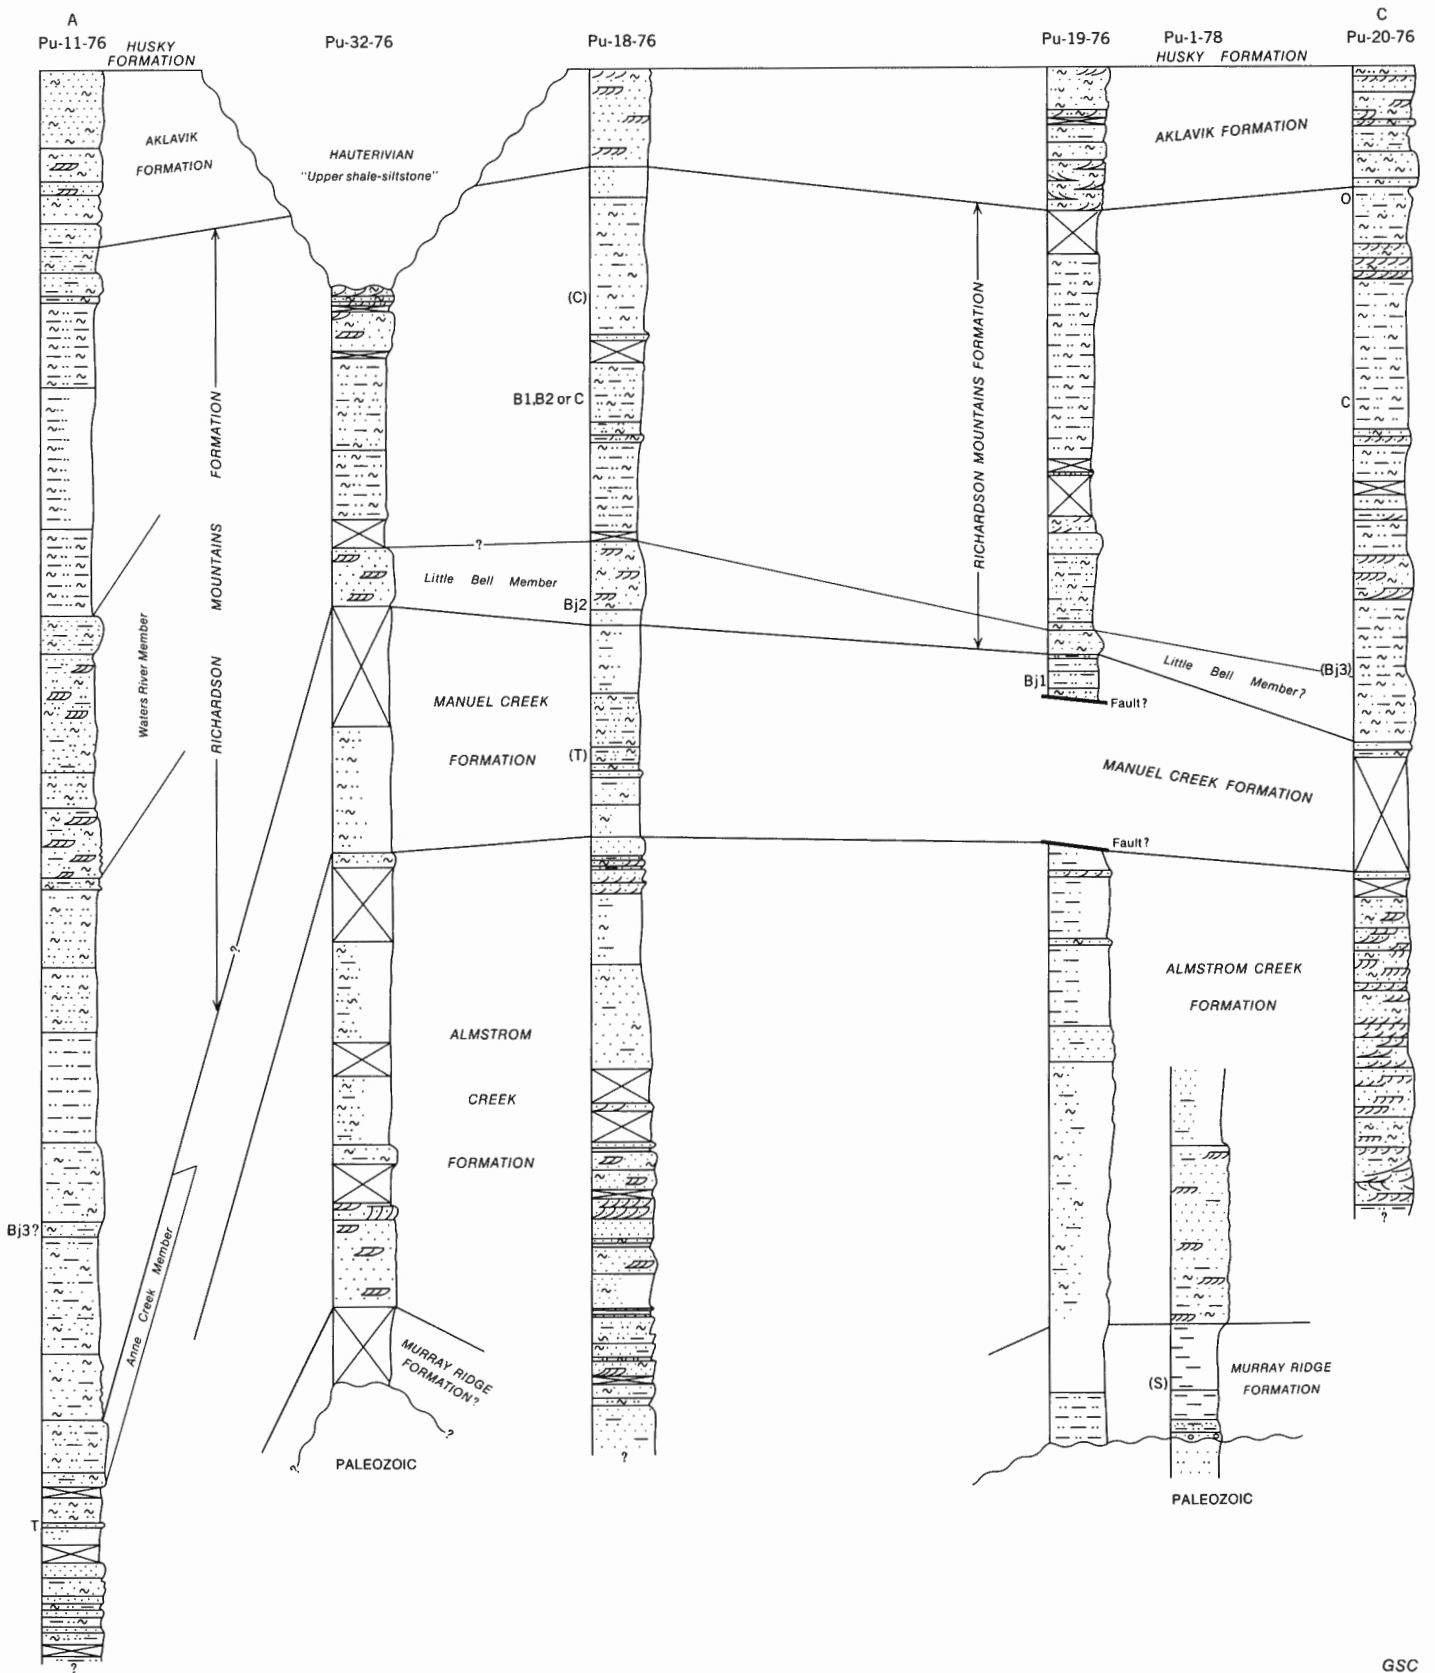 A
C
Pu-11-76
HUSKY
FORMATION
Pu-32-76
Pu-18-76
Pu-19-76
Pu-1-78
HUSKY FORMATION
Pu-20-76
AKLAVIK
FORMATION
HAUTERIVIAN
"Upper shale-siltstone"
AKLAVIK FORMATION
O
(C)
RICHARDSON MOUNTAINS FORMATION
B1,B2 or C
C
RICHARDSON MOUNTAINS FORMATION
?
Little Bell Member
Bj2
Waters River Member
Bj1
Fault?
Little Bell Member?
(Bj3)
MANUEL CREEK
FORMATION
(T)
MANUEL CREEK FORMATION
Fault?
?
ALMSTROM CREEK
FORMATION
ALMSTROM
CREEK
FORMATION
Bj3?
?
Anne Creek Member
MURRAY RIDGE
FORMATION?
(S)
MURRAY RIDGE
FORMATION
?
?
PALEOZOIC
?
PALEOZOIC
T
?
GSC